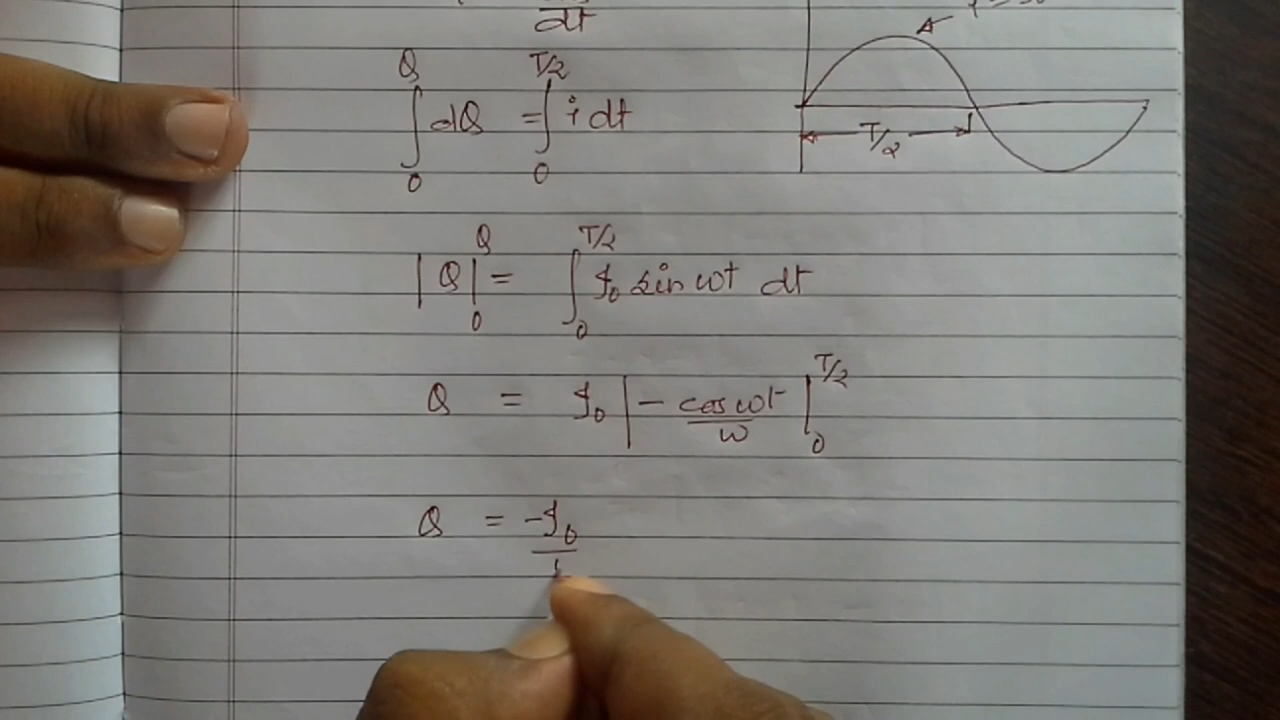 dt
∫₀^Q dQ = ∫₀^{T/2} i dt
T/2
|Q|₀^Q = ∫₀^{T/2} I₀ sin ωt dt
Q = I₀ |- cos ωt / ω|₀^{T/2}
Q = -I₀